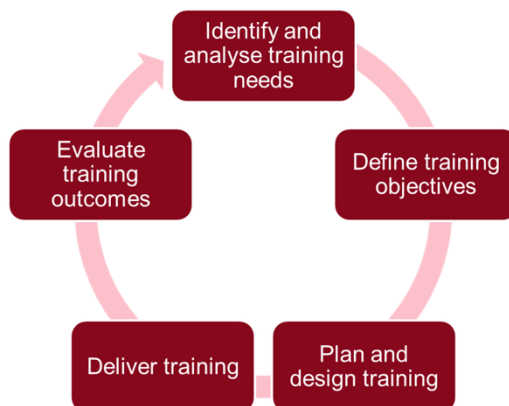 Identify and
analyse training
needs
Define training
objectives
Plan and
design training
Deliver training
Evaluate
training
outcomes